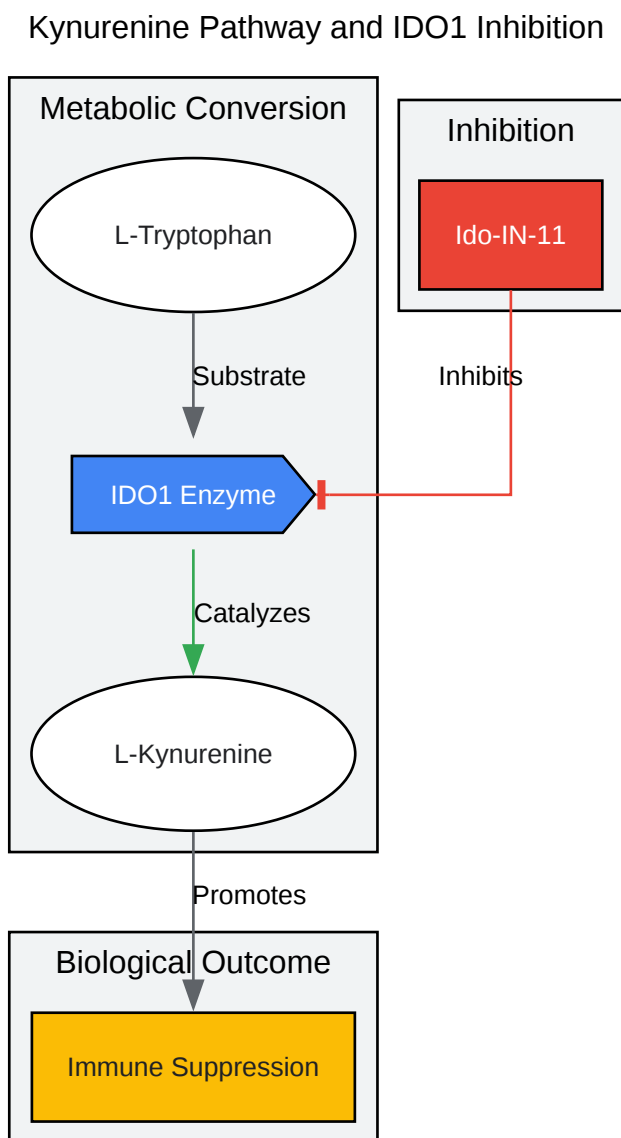 Kynurenine Pathway and IDO1 Inhibition
Metabolic Conversion
Inhibition
L-Tryptophan
Ido-IN-11
Substrate
Inhibits
IDO1 Enzyme
Catalyzes
L-Kynurenine
Promotes
Biological Outcome
Immune Suppression